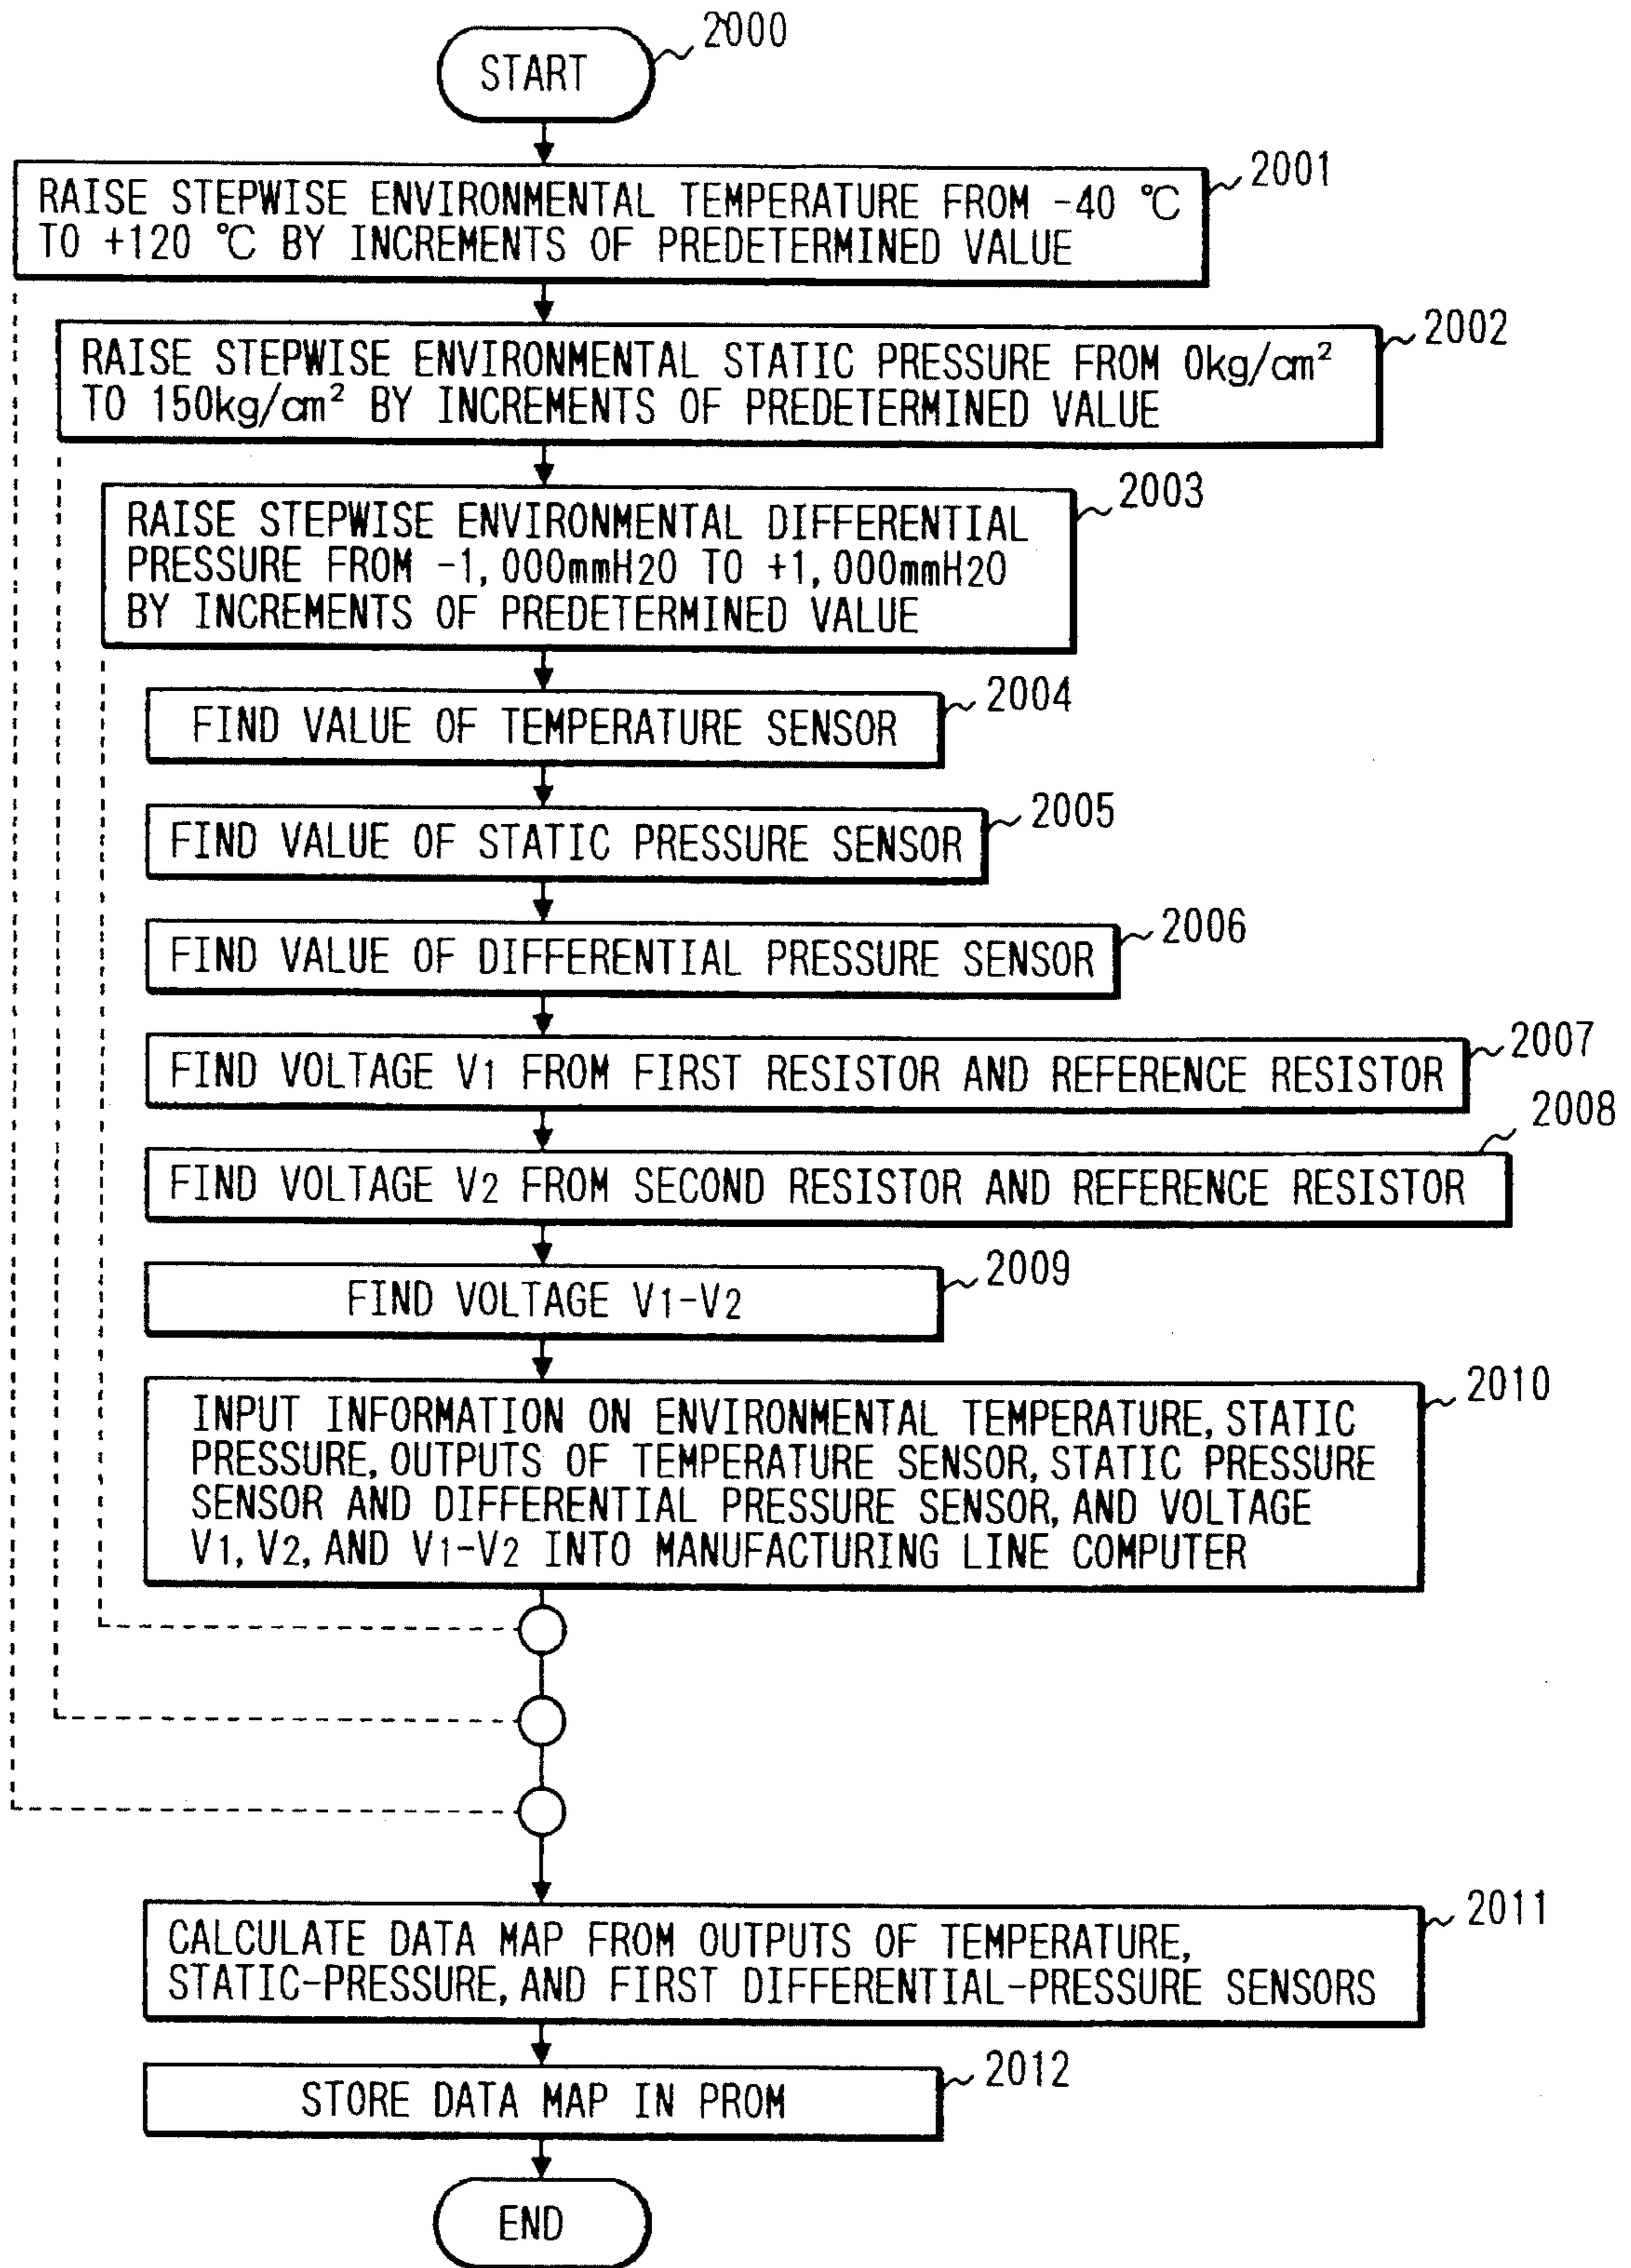 2000
START
2001
RAISE STEPWISE ENVIRONMENTAL TEMPERATURE FROM -40 ℃
TO +120 ℃ BY INCREMENTS OF PREDETERMINED VALUE
2002
RAISE STEPWISE ENVIRONMENTAL STATIC PRESSURE FROM 0kg/cm²
TO 150kg/cm² BY INCREMENTS OF PREDETERMINED VALUE
2003
RAISE STEPWISE ENVIRONMENTAL DIFFERENTIAL
PRESSURE FROM -1,000mmH2O TO +1,000mmH2O
BY INCREMENTS OF PREDETERMINED VALUE
2004
FIND VALUE OF TEMPERATURE SENSOR
2005
FIND VALUE OF STATIC PRESSURE SENSOR
2006
FIND VALUE OF DIFFERENTIAL PRESSURE SENSOR
2007
FIND VOLTAGE V1 FROM FIRST RESISTOR AND REFERENCE RESISTOR
2008
FIND VOLTAGE V2 FROM SECOND RESISTOR AND REFERENCE RESISTOR
2009
FIND VOLTAGE V1-V2
2010
INPUT INFORMATION ON ENVIRONMENTAL TEMPERATURE, STATIC
PRESSURE, OUTPUTS OF TEMPERATURE SENSOR, STATIC PRESSURE
SENSOR AND DIFFERENTIAL PRESSURE SENSOR, AND VOLTAGE
V1, V2, AND V1-V2 INTO MANUFACTURING LINE COMPUTER
2011
CALCULATE DATA MAP FROM OUTPUTS OF TEMPERATURE,
STATIC-PRESSURE, AND FIRST DIFFERENTIAL-PRESSURE SENSORS
2012
STORE DATA MAP IN PROM
END